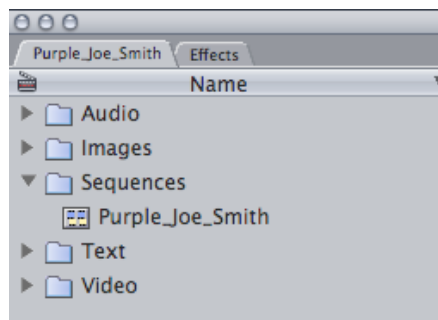 Purple_Joe_Smith Effects
Name
Audio
Images
Sequences
Purple_Joe_Smith
Text
Video